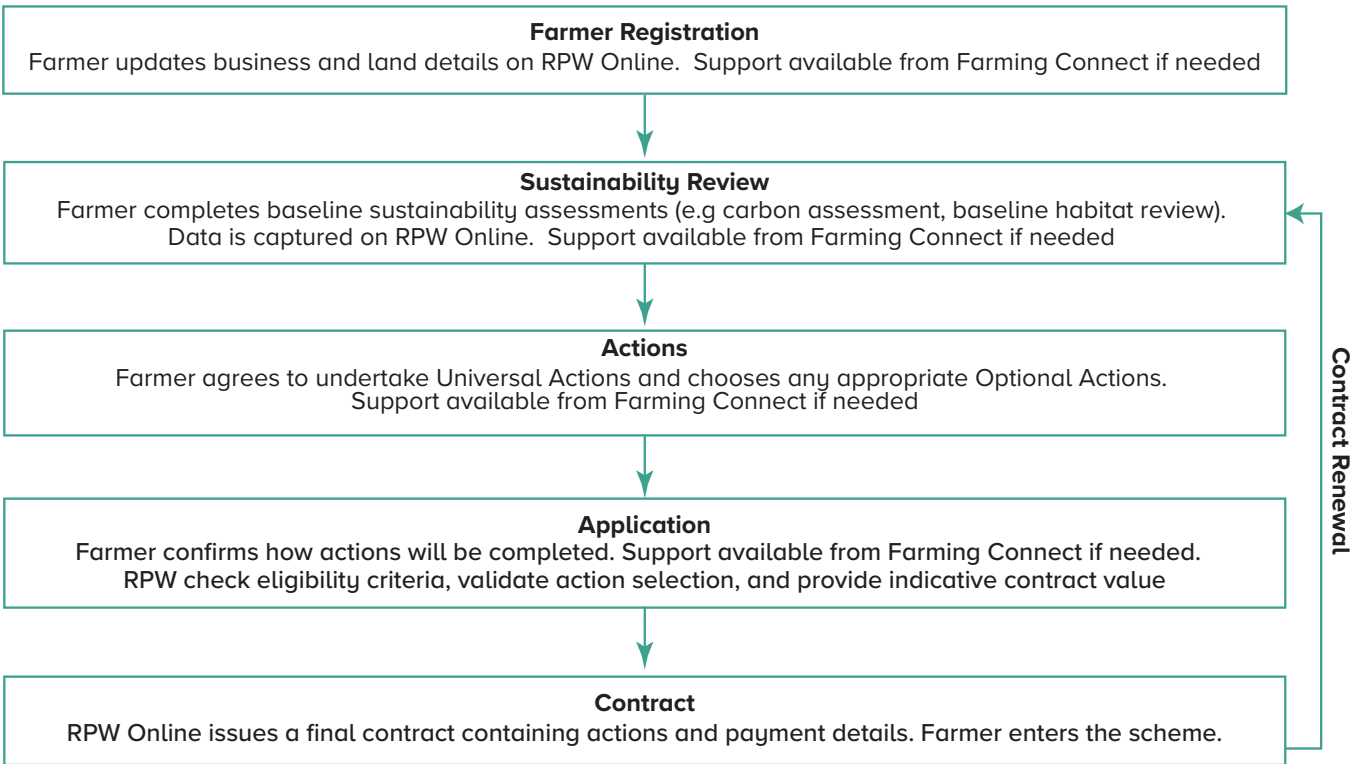 Farmer Registration
Farmer updates business and land details on RPW Online.  Support available from Farming Connect if needed
Sustainability Review
Farmer completes baseline sustainability assessments (e.g carbon assessment, baseline habitat review).
Data is captured on RPW Online.  Support available from Farming Connect if needed
Actions
Farmer agrees to undertake Universal Actions and chooses any appropriate Optional Actions.
Support available from Farming Connect if needed
Application
Farmer confirms how actions will be completed. Support available from Farming Connect if needed.
RPW check eligibility criteria, validate action selection, and provide indicative contract value
Contract
RPW Online issues a final contract containing actions and payment details. Farmer enters the scheme.
Contract Renewal